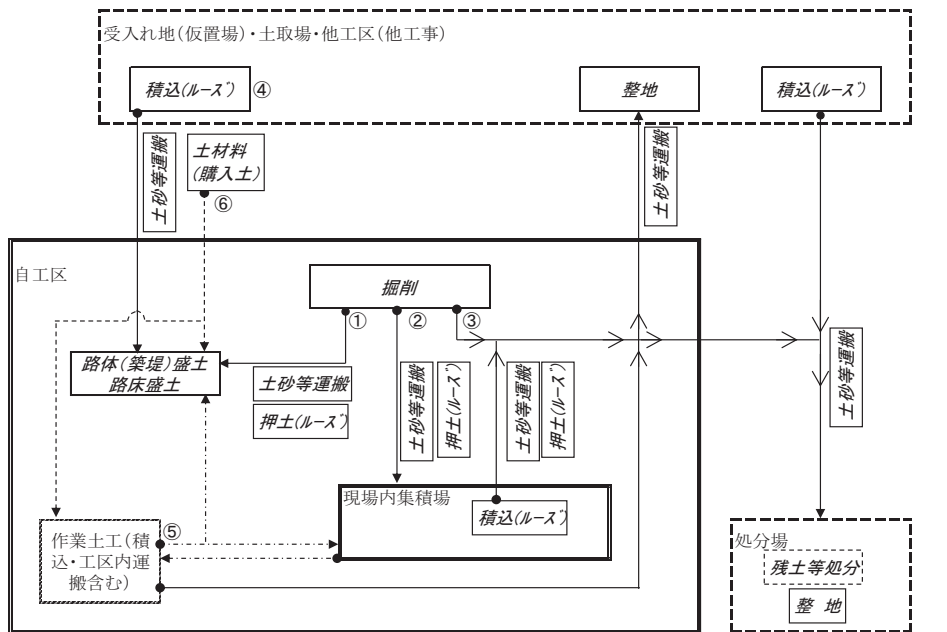 受入れ地(仮置場)・土取場・他工区(他工事)
積込(ルーズ)
④
整地
積込(ルーズ)
土砂等運搬
土材料
(購入土)
⑥
土砂等運搬
自工区
掘削
①
②
③
路体(築堤)盛土
路床盛土
土砂等運搬
押土(ルーズ)
土砂等運搬
押土(ルーズ)
土砂等運搬
押土(ルーズ)
土砂等運搬
現場内集積場
積込(ルーズ)
作業土工(積
込・工区内運
搬含む)
⑤
処分場
残土等処分
整 地